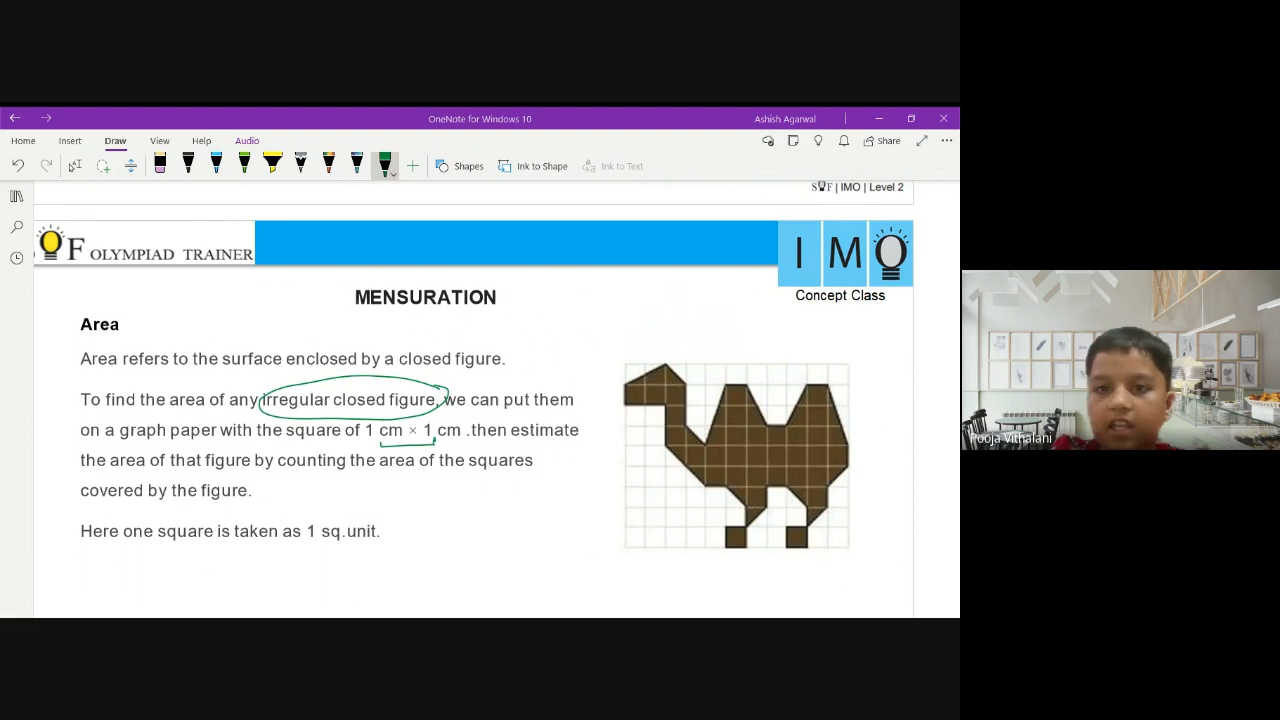 OneNote for Windows 10
Ashish Agarwal
Home Insert Draw View Help Audio
Share
Shapes Ink to Shape Ink to Text
SOF | IMO | Level 2
OF OLYMPIAD TRAINER
IMO
Concept Class
MENSURATION
Area
Area refers to the surface enclosed by a closed figure.
To find the area of any irregular closed figure, we can put them
on a graph paper with the square of 1 cm × 1 cm .then estimate
the area of that figure by counting the area of the squares
covered by the figure.
Here one square is taken as 1 sq.unit.
Pooja Vithalani